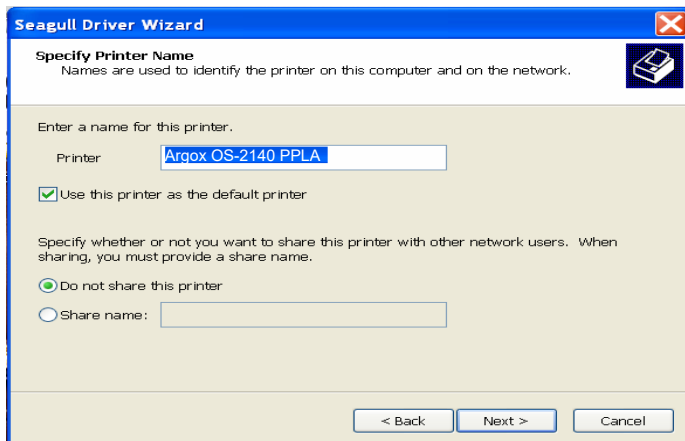 Seagull Driver Wizard
Specify Printer Name
Names are used to identify the printer on this computer and on the network.
Enter a name for this printer.
Printer Argox OS-2140 PPLA
Use this printer as the default printer
Specify whether or not you want to share this printer with other network users. When
sharing, you must provide a share name.
Do not share this printer
Share name:
< Back Next > Cancel